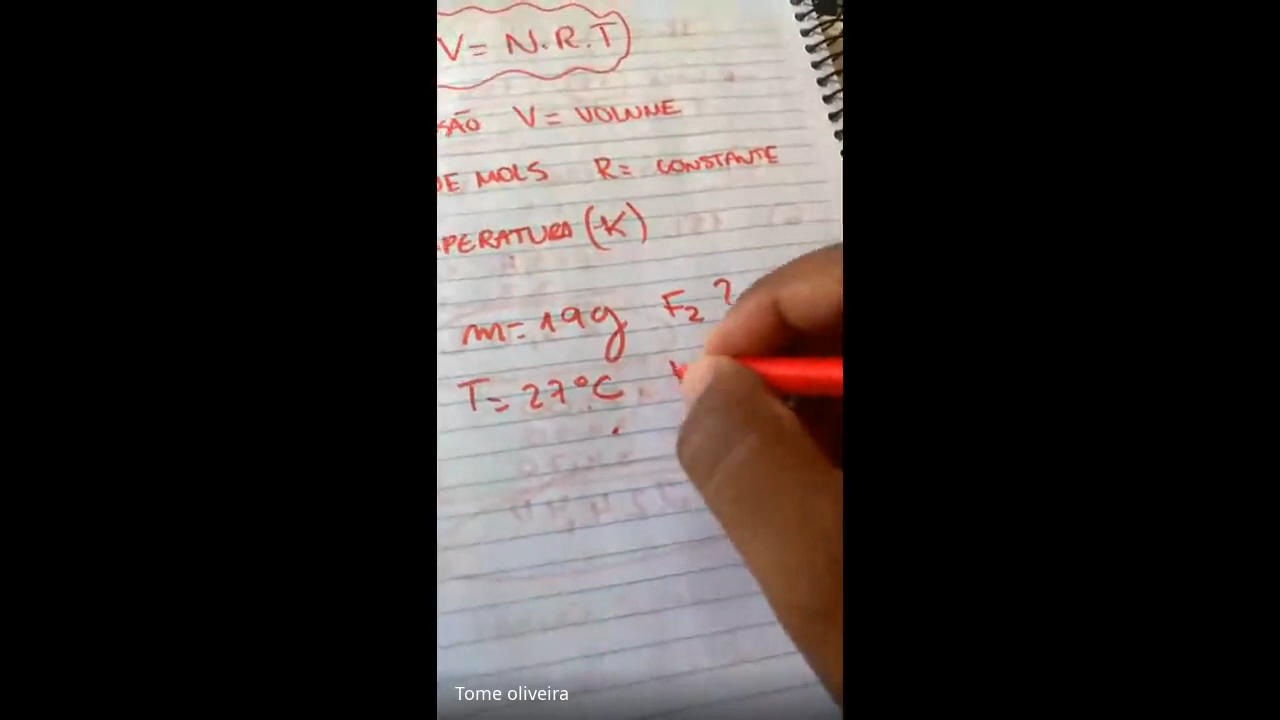 V= N.R.T
SÃO V= VOLUME
DE MOLS R= CONSTANTE
PERATURA (K)
m= 19g F2 ?
T= 27°C
Tome oliveira